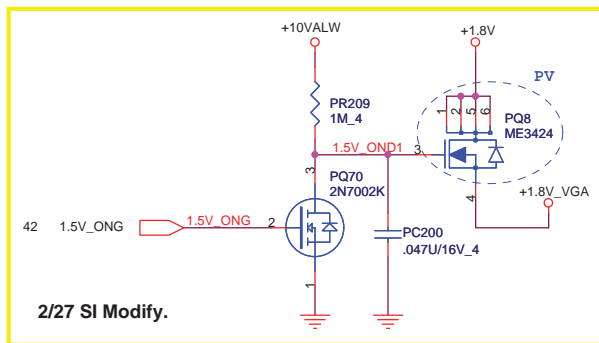 +10VALW
+1.8V
PV
PR209
1M_4
1 2 5 6
PQ8
ME3424
1.5V_OND1
3
3
PQ70
2N7002K
4
+1.8V_VGA
42 1.5V_ONG
1.5V_ONG
2
PC200
.047U/16V_4
1
2/27 SI Modify.